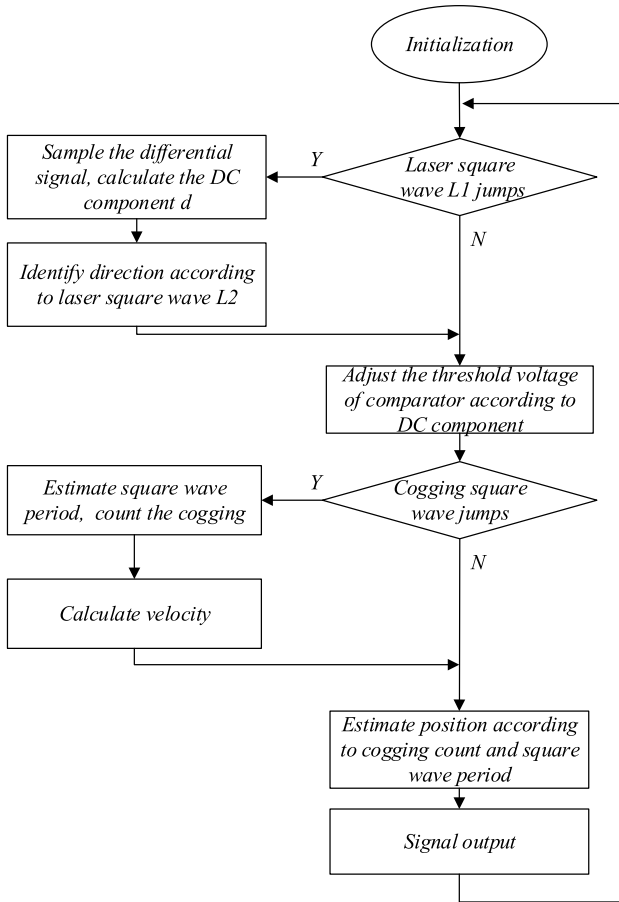 Initialization
Laser square
wave L1 jumps
Y
N
Sample the differential
signal, calculate the DC
component d
Identify direction according
to laser square wave L2
Adjust the threshold voltage
of comparator according to
DC component
Cogging square
wave jumps
Y
N
Estimate square wave
period, count the cogging
Calculate velocity
Estimate position according
to cogging count and square
wave period
Signal output